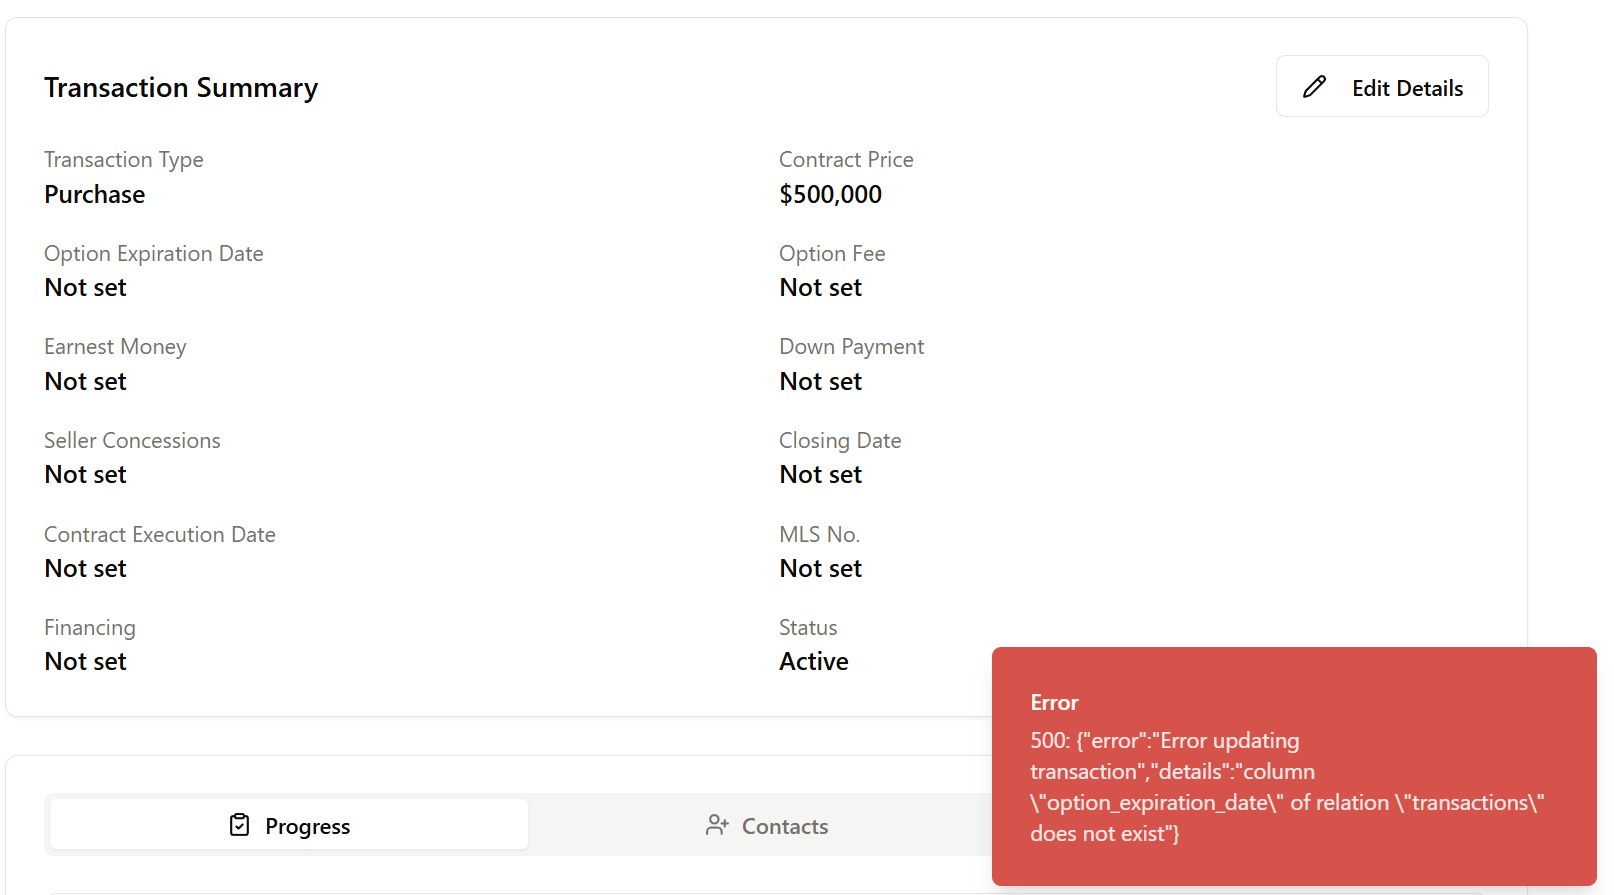 Transaction Summary
Edit Details
Transaction Type
Purchase
Contract Price
$500,000
Option Expiration Date
Not set
Option Fee
Not set
Earnest Money
Not set
Down Payment
Not set
Seller Concessions
Not set
Closing Date
Not set
Contract Execution Date
Not set
MLS No.
Not set
Financing
Not set
Status
Active
Progress
Contacts
Error
500: {"error":"Error updating
transaction","details":"column
\"option_expiration_date\" of relation \"transactions\"
does not exist"}